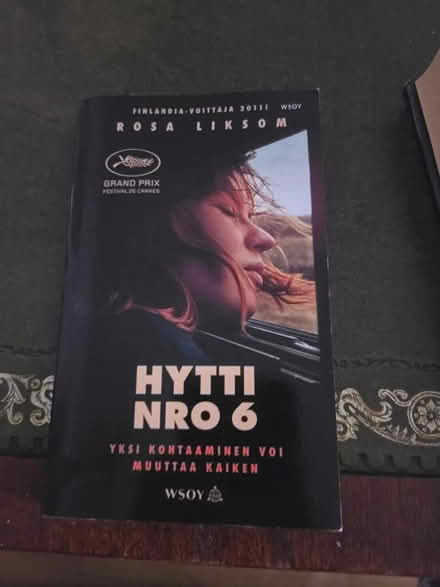 FINLANDIA-VOITTAJA 2011! WSOY
ROSA LIKSOM
GRAND PRIX
FESTIVAL DE CANNES
HYTTI
NRO 6
YKSI KOHTAAMINEN VOI
MUUTTAA KAIKEN
WSOY